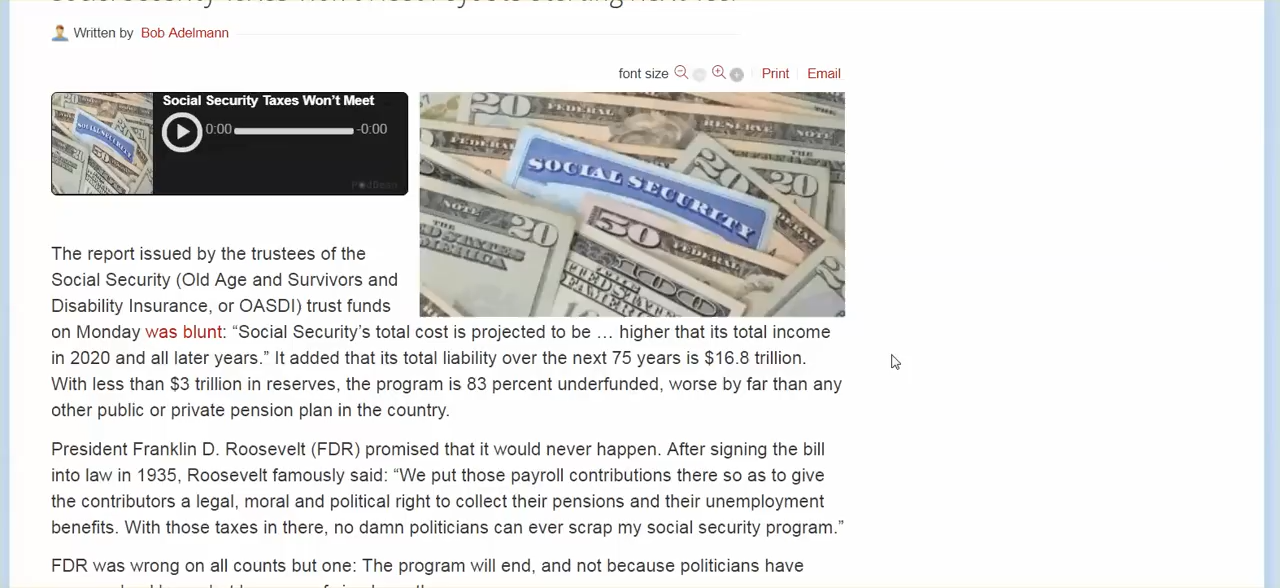 Written by Bob Adelmann
font size Print Email
Social Security Taxes Won't Meet
0:00 -0:00
PodBean
SOCIAL SECURITY
The report issued by the trustees of the
Social Security (Old Age and Survivors and
Disability Insurance, or OASDI) trust funds
on Monday was blunt: “Social Security’s total cost is projected to be … higher that its total income
in 2020 and all later years.” It added that its total liability over the next 75 years is $16.8 trillion.
With less than $3 trillion in reserves, the program is 83 percent underfunded, worse by far than any
other public or private pension plan in the country.
President Franklin D. Roosevelt (FDR) promised that it would never happen. After signing the bill
into law in 1935, Roosevelt famously said: “We put those payroll contributions there so as to give
the contributors a legal, moral and political right to collect their pensions and their unemployment
benefits. With those taxes in there, no damn politicians can ever scrap my social security program.”
FDR was wrong on all counts but one: The program will end, and not because politicians have